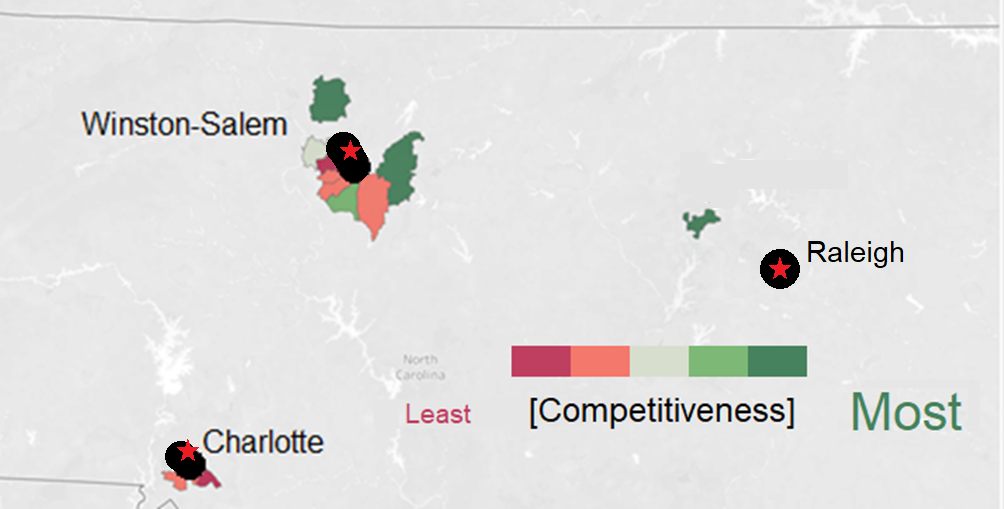 Winston-Salem
Raleigh
North
Carolina
Least
[Competitiveness]
Most
Charlotte